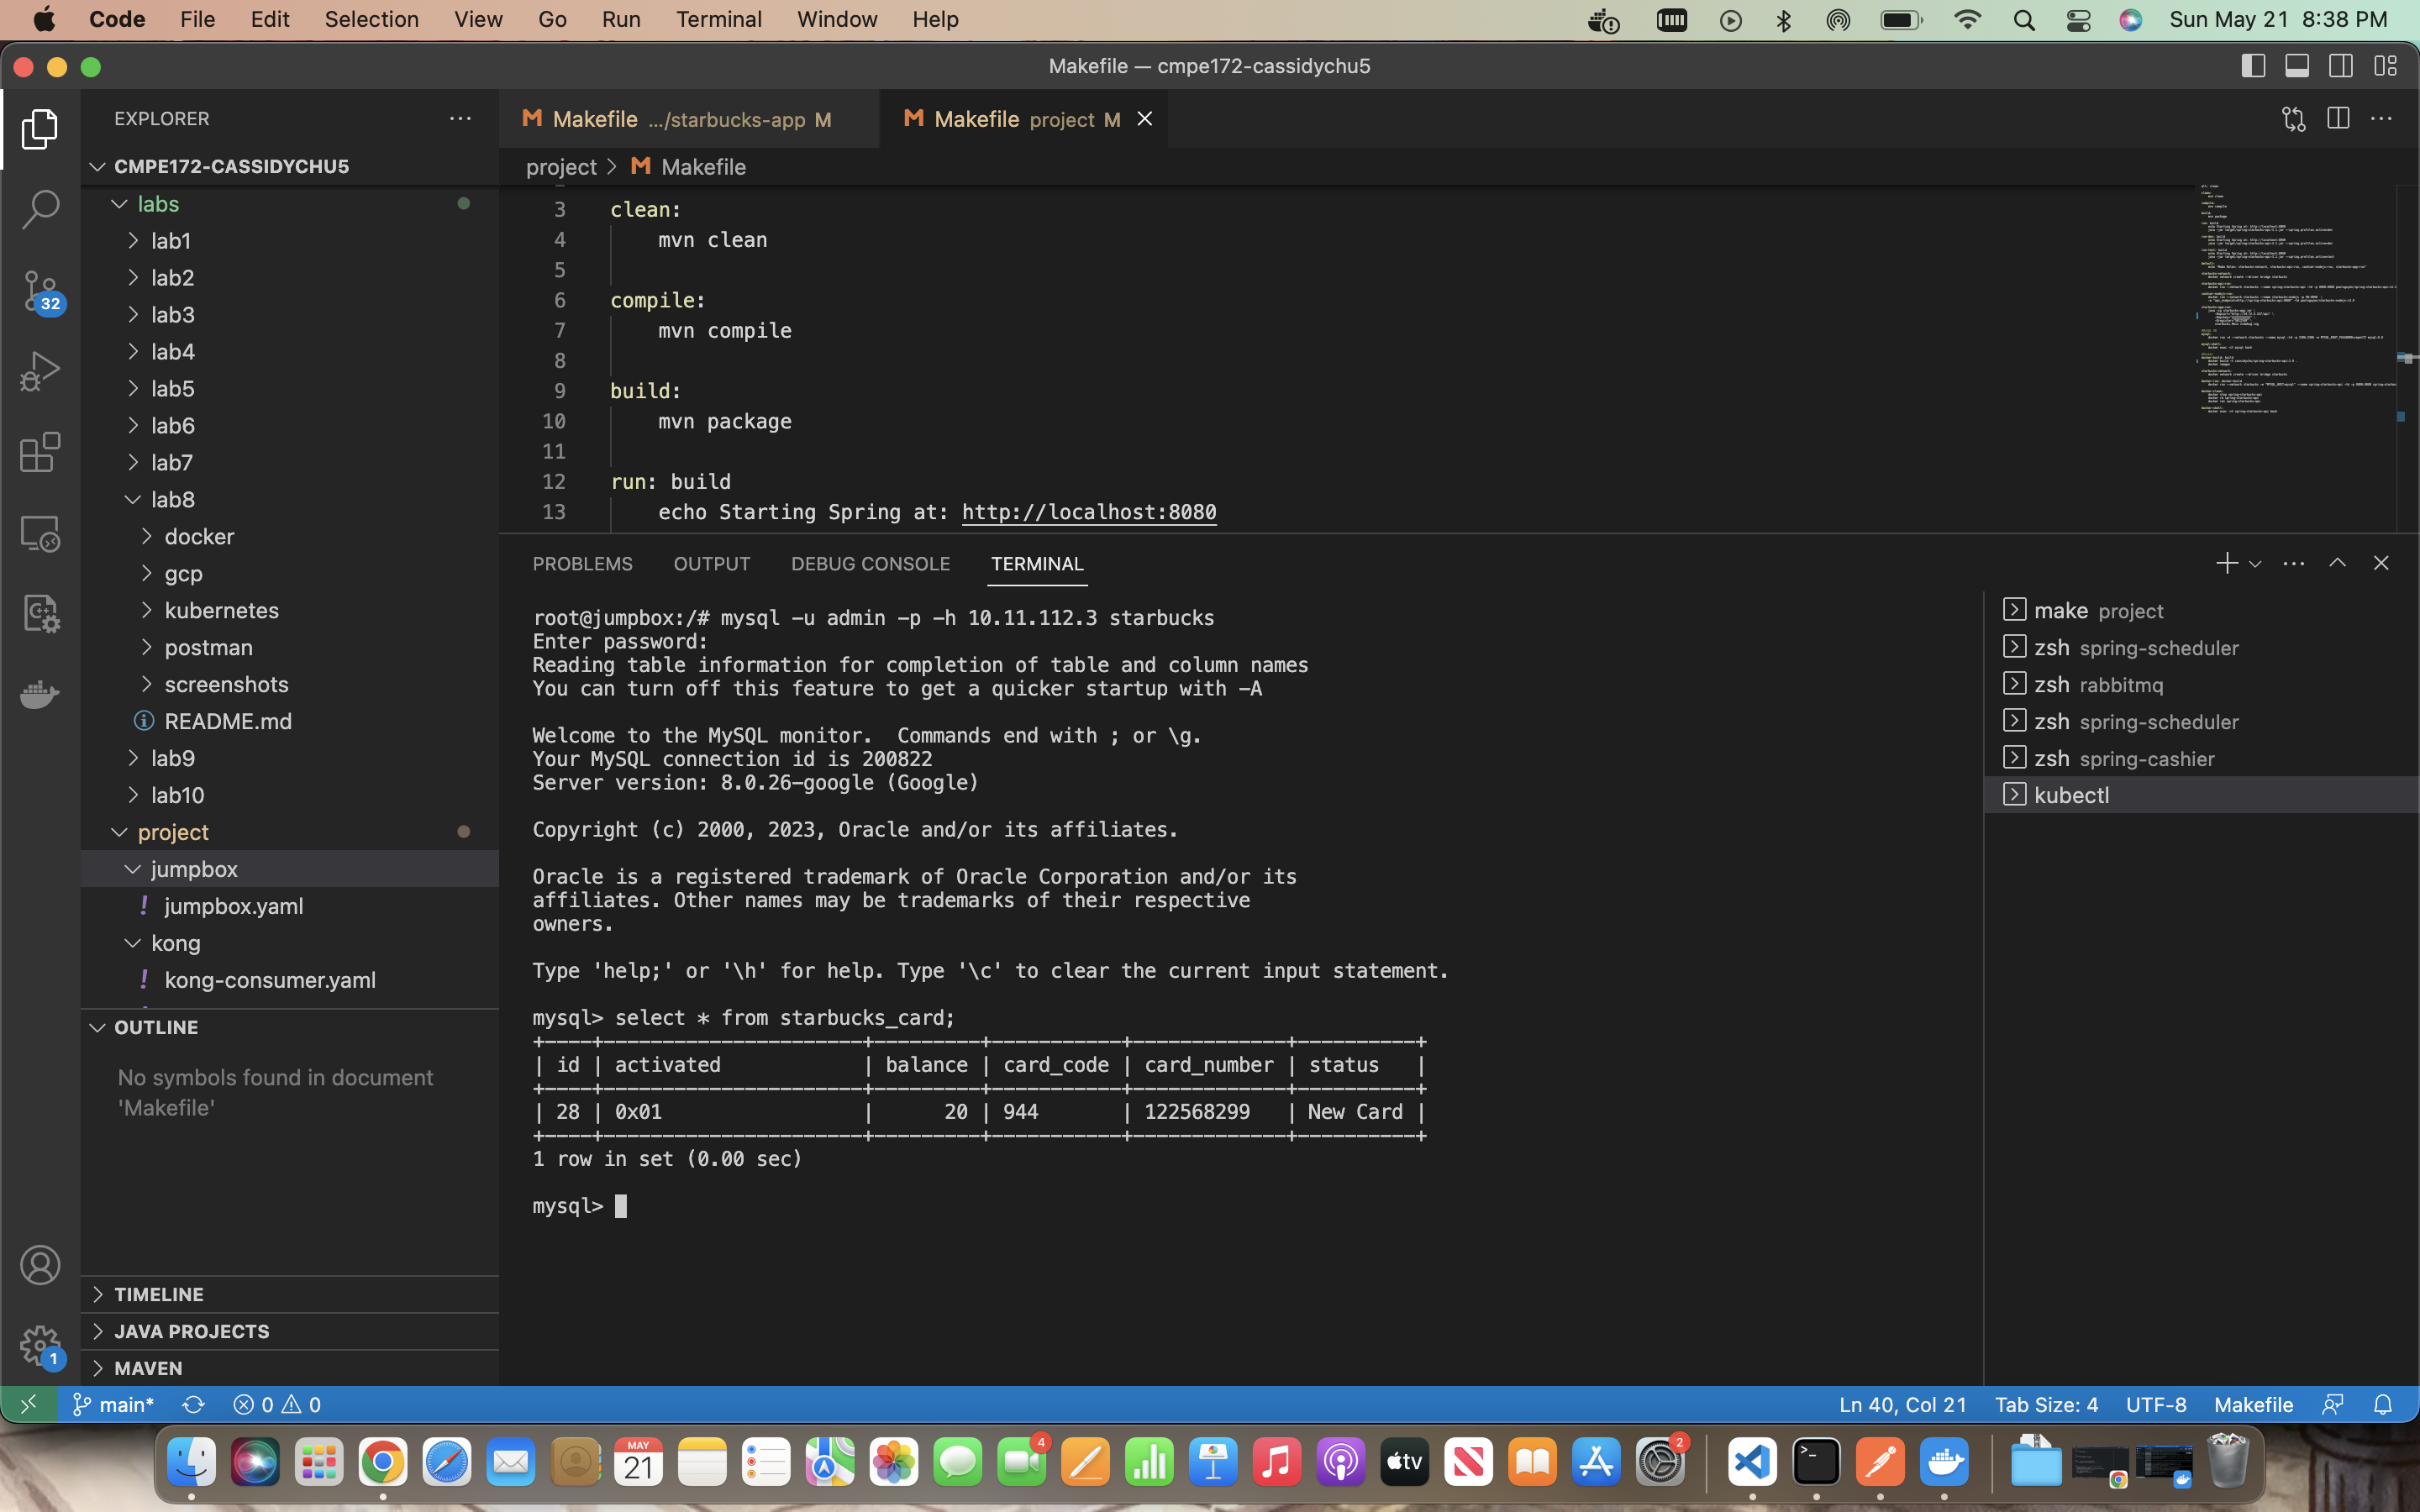 Code File Edit Selection View Go Run Terminal Window Help Sun May 21 8:38 PM
Makefile — cmpe172-cassidychu5
EXPLORER
CMPE172-CASSIDYCHU5
labs
lab1
lab2
lab3
lab4
lab5
lab6
lab7
lab8
docker
gcp
kubernetes
postman
screenshots
README.md
lab9
lab10
project
jumpbox
! jumpbox.yaml
kong
! kong-consumer.yaml
OUTLINE
No symbols found in document
'Makefile'
TIMELINE
JAVA PROJECTS
MAVEN
32
1
M Makefile .../starbucks-app M
M Makefile project M
project > M Makefile
3 clean:
4 mvn clean
5
6 compile:
7 mvn compile
8
9 build:
10 mvn package
11
12 run: build
13 echo Starting Spring at: http://localhost:8080
PROBLEMS OUTPUT DEBUG CONSOLE TERMINAL
root@jumpbox:/# mysql -u admin -p -h 10.11.112.3 starbucks
Enter password:
Reading table information for completion of table and column names
You can turn off this feature to get a quicker startup with -A
Welcome to the MySQL monitor.  Commands end with ; or \g.
Your MySQL connection id is 200822
Server version: 8.0.26-google (Google)
Copyright (c) 2000, 2023, Oracle and/or its affiliates.
Oracle is a registered trademark of Oracle Corporation and/or its
affiliates. Other names may be trademarks of their respective
owners.
Type 'help;' or '\h' for help. Type '\c' to clear the current input statement.
mysql> select * from starbucks_card;
+----+----------------------+---------+-----------+-------------+----------+
| id | activated            | balance | card_code | card_number | status   |
+----+----------------------+---------+-----------+-------------+----------+
| 28 | 0x01                 |      20 | 944       | 122568299   | New Card |
+----+----------------------+---------+-----------+-------------+----------+
1 row in set (0.00 sec)
mysql>
make project
zsh spring-scheduler
zsh rabbitmq
zsh spring-scheduler
zsh spring-cashier
kubectl
main* 0 0 Ln 40, Col 21 Tab Size: 4 UTF-8 Makefile
MAY
21
4
tv
2